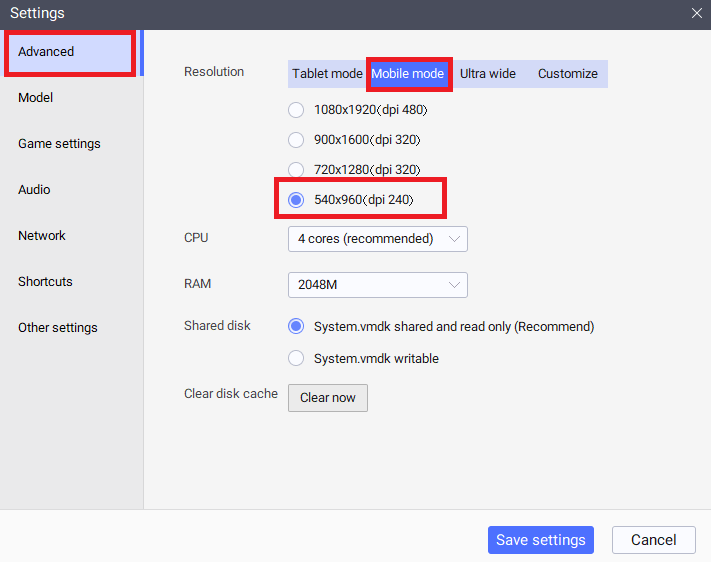 Settings
Advanced
Model
Game settings
Audio
Network
Shortcuts
Other settings
Resolution
Tablet mode
Mobile mode
Ultra wide
Customize
1080x1920(dpi 480)
900x1600(dpi 320)
720x1280(dpi 320)
540x960(dpi 240)
CPU
4 cores (recommended)
RAM
2048M
Shared disk
System.vmdk shared and read only (Recommend)
System.vmdk writable
Clear disk cache
Clear now
Save settings
Cancel